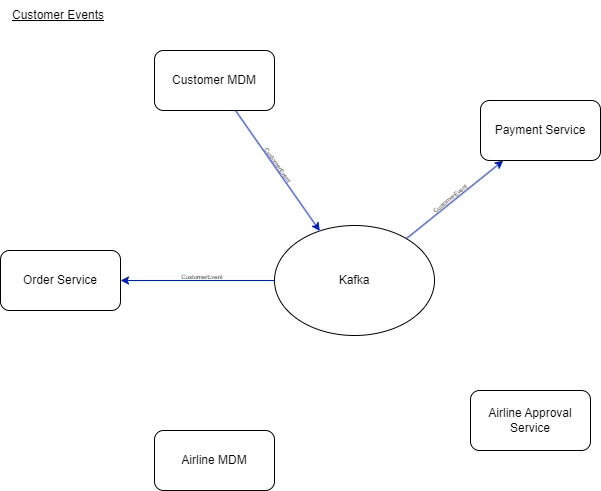 Customer Events
Customer MDM
Payment Service
CustomerEvent
CustomerEvent
Order Service
CustomerEvent
Kafka
Airline Approval
Service
Airline MDM